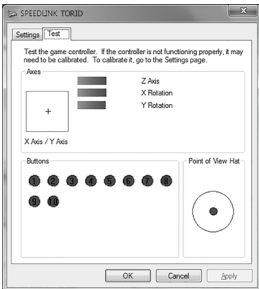 SPEEDLINK TORID
Settings
Test
Test the game controller. If the controller is not functioning properly, it may
need to be calibrated. To calibrate it, go to the Settings page.
Axes
Z Axis
X Rotation
Y Rotation
X Axis / Y Axis
Buttons
Point of View Hat
1 2 3 4 5 6 7 8
9 10
OK
Cancel
Apply